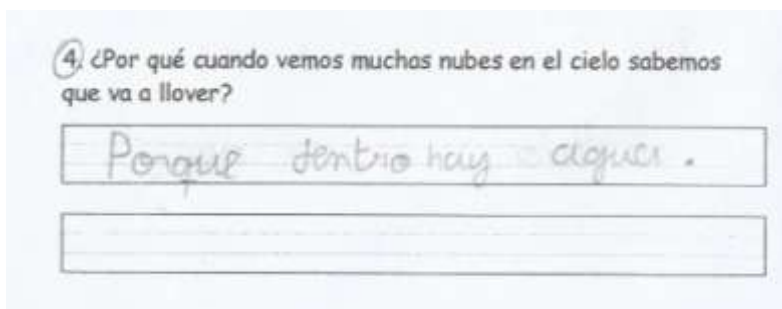 4. ¿Por qué cuando vemos muchas nubes en el cielo sabemos
que va a llover?
Porque dentro hay agua.